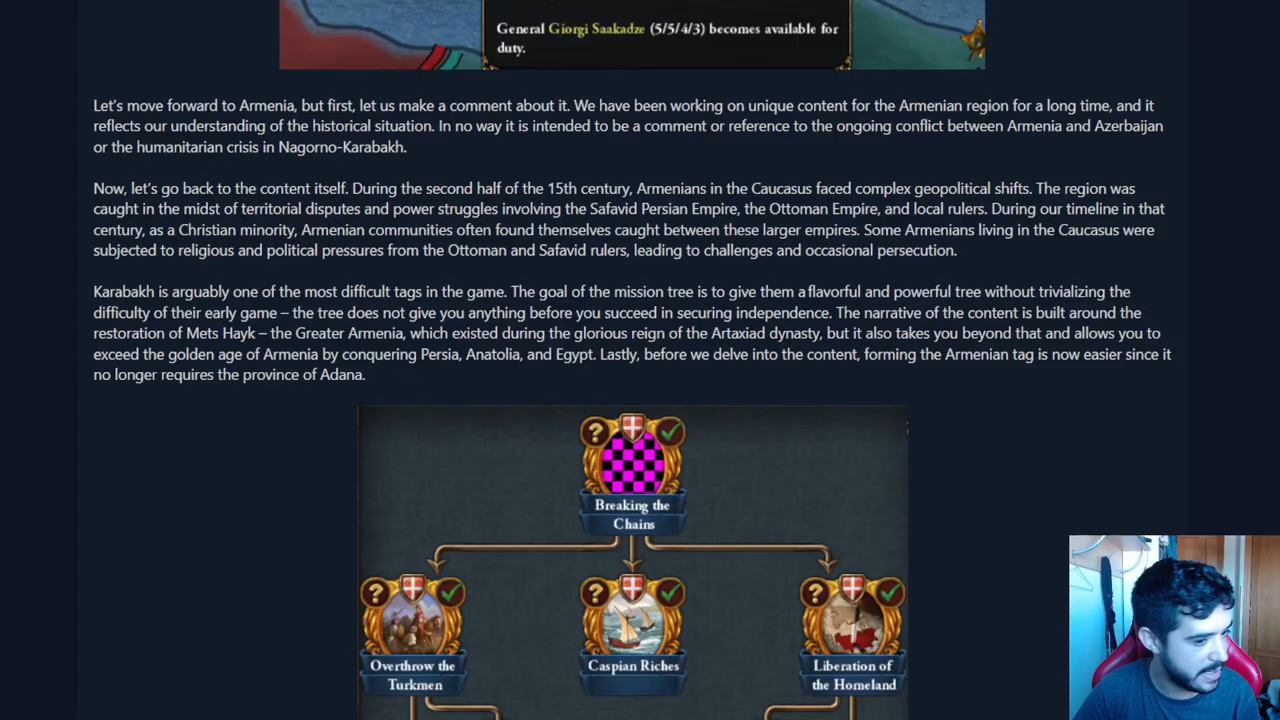 General Giorgi Saakadze (5/5/4/3) becomes available for
duty.
Let's move forward to Armenia, but first, let us make a comment about it. We have been working on unique content for the Armenian region for a long time, and it
reflects our understanding of the historical situation. In no way it is intended to be a comment or reference to the ongoing conflict between Armenia and Azerbaijan
or the humanitarian crisis in Nagorno-Karabakh.
Now, let's go back to the content itself. During the second half of the 15th century, Armenians in the Caucasus faced complex geopolitical shifts. The region was
caught in the midst of territorial disputes and power struggles involving the Safavid Persian Empire, the Ottoman Empire, and local rulers. During our timeline in that
century, as a Christian minority, Armenian communities often found themselves caught between these larger empires. Some Armenians living in the Caucasus were
subjected to religious and political pressures from the Ottoman and Safavid rulers, leading to challenges and occasional persecution.
Karabakh is arguably one of the most difficult tags in the game. The goal of the mission tree is to give them a flavorful and powerful tree without trivializing the
difficulty of their early game – the tree does not give you anything before you succeed in securing independence. The narrative of the content is built around the
restoration of Mets Hayk – the Greater Armenia, which existed during the glorious reign of the Artaxiad dynasty, but it also takes you beyond that and allows you to
exceed the golden age of Armenia by conquering Persia, Anatolia, and Egypt. Lastly, before we delve into the content, forming the Armenian tag is now easier since it
no longer requires the province of Adana.
Breaking the
Chains
Overthrow the
Turkmen
Caspian Riches
Liberation of
the Homeland